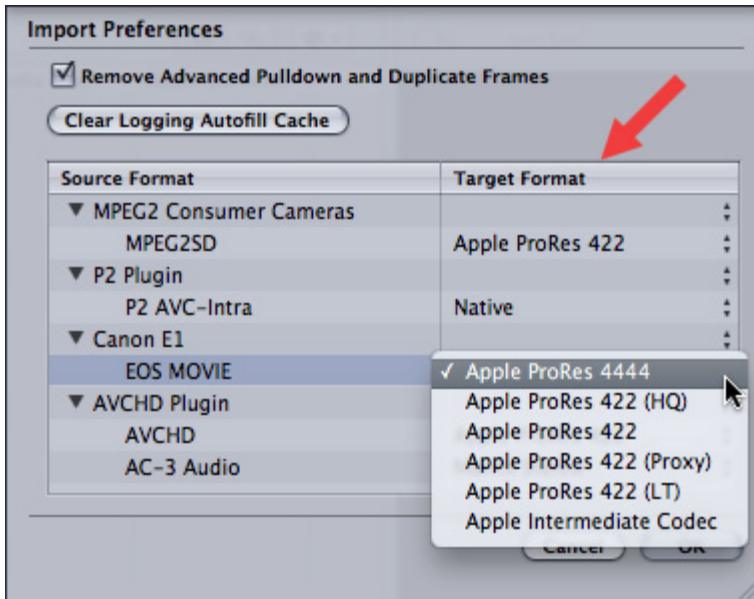 Import Preferences
Remove Advanced Pulldown and Duplicate Frames
Clear Logging Autofill Cache
Source Format Target Format
MPEG2 Consumer Cameras
MPEG2SD Apple ProRes 422
P2 Plugin
P2 AVC-Intra Native
Canon E1
EOS MOVIE ✓ Apple ProRes 4444
AVCHD Plugin Apple ProRes 422 (HQ)
AVCHD Apple ProRes 422
AC-3 Audio Apple ProRes 422 (Proxy)
Apple ProRes 422 (LT)
Apple Intermediate Codec
Cancel OK